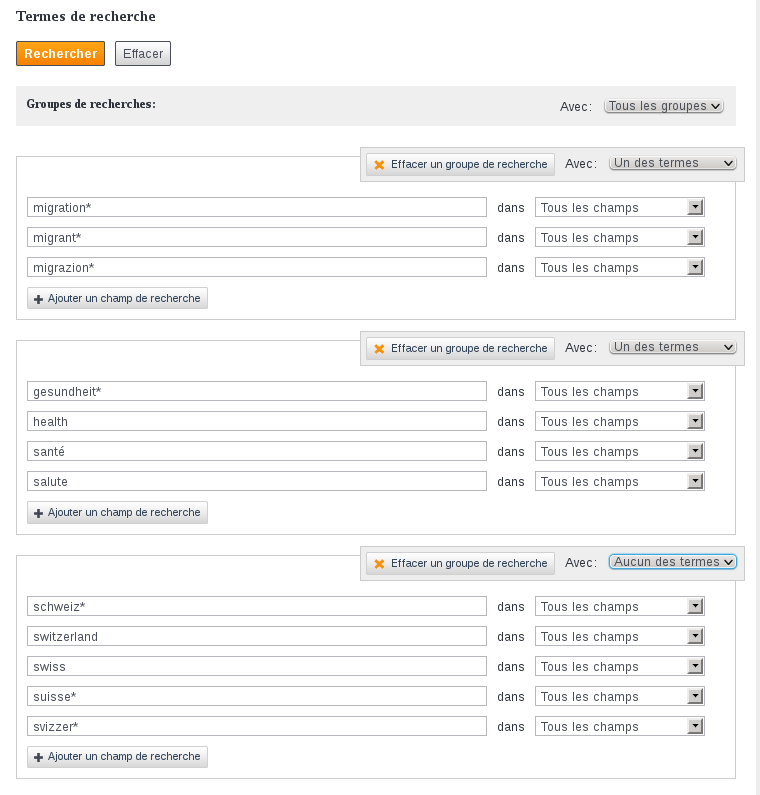 Termes de recherche
Rechercher Effacer
Groupes de recherches: Avec: Tous les groupes
Effacer un groupe de recherche Avec: Un des termes
migration* dans Tous les champs
migrant* dans Tous les champs
migrazion* dans Tous les champs
Ajouter un champ de recherche
Effacer un groupe de recherche Avec: Un des termes
gesundheit* dans Tous les champs
health dans Tous les champs
santé dans Tous les champs
salute dans Tous les champs
Ajouter un champ de recherche
Effacer un groupe de recherche Avec: Aucun des termes
schweiz* dans Tous les champs
switzerland dans Tous les champs
swiss dans Tous les champs
suisse* dans Tous les champs
svizzer* dans Tous les champs
Ajouter un champ de recherche